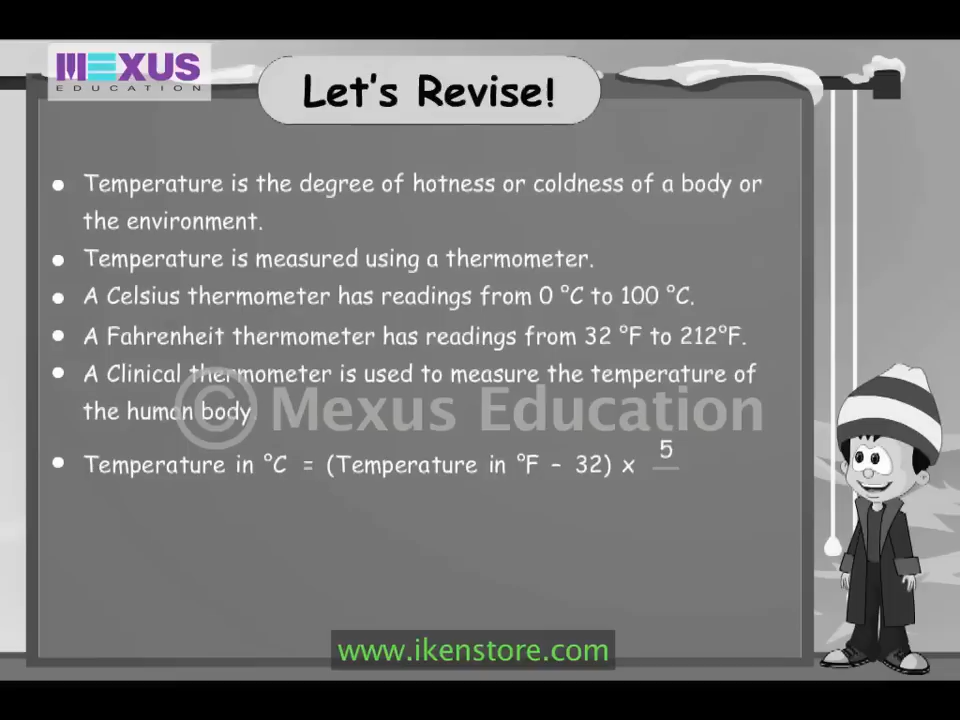 MEXUS
EDUCATION
Let's Revise!
• Temperature is the degree of hotness or coldness of a body or
the environment.
• Temperature is measured using a thermometer.
• A Celsius thermometer has readings from 0 °C to 100 °C.
• A Fahrenheit thermometer has readings from 32 °F to 212°F.
• A Clinical thermometer is used to measure the temperature of
the human body.
© Mexus Education
• Temperature in °C = (Temperature in °F – 32) x 5
www.ikenstore.com